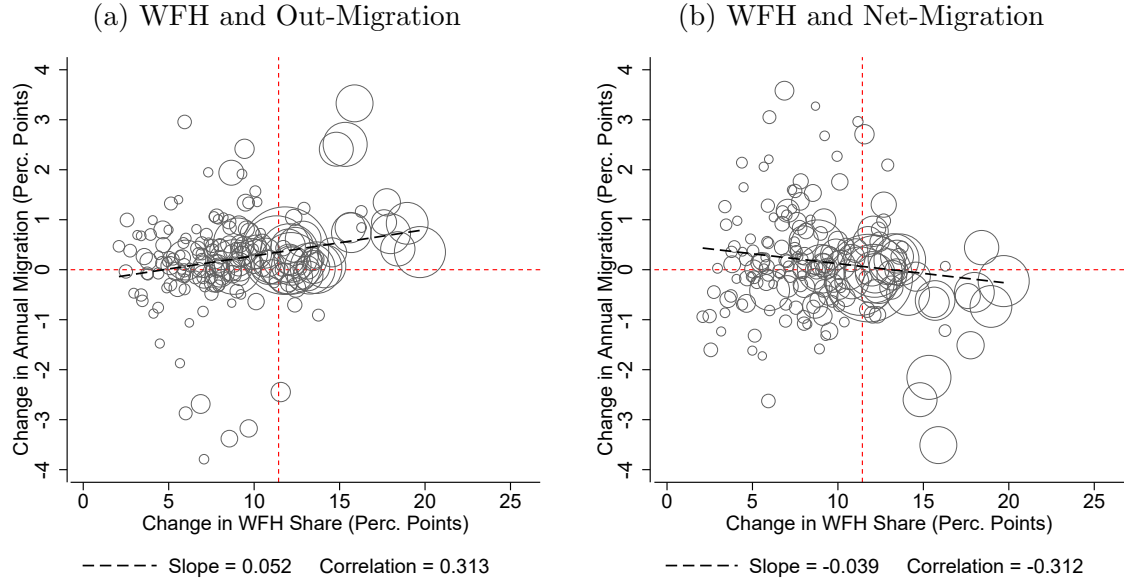 (a) WFH and Out-Migration
Change in Annual Migration (Perc. Points)
4
3
2
1
0
-1
-2
-3
-4
0 5 10 15 20 25
Change in WFH Share (Perc. Points)
Slope = 0.052 Correlation = 0.313
(b) WFH and Net-Migration
Change in Annual Migration (Perc. Points)
4
3
2
1
0
-1
-2
-3
-4
0 5 10 15 20 25
Change in WFH Share (Perc. Points)
Slope = -0.039 Correlation = -0.312